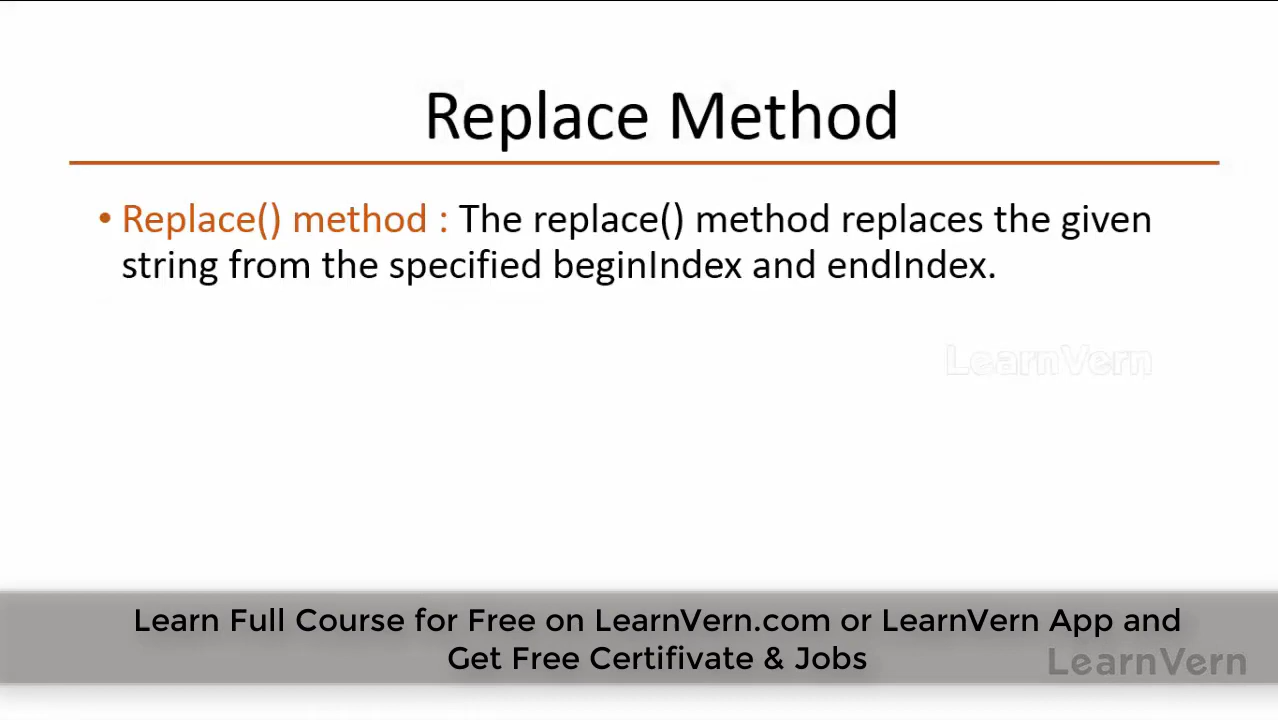 Replace Method
• Replace() method : The replace() method replaces the given
string from the specified beginIndex and endIndex.
LearnVern
Learn Full Course for Free on LearnVern.com or LearnVern App and
Get Free Certifivate & Jobs
LearnVern